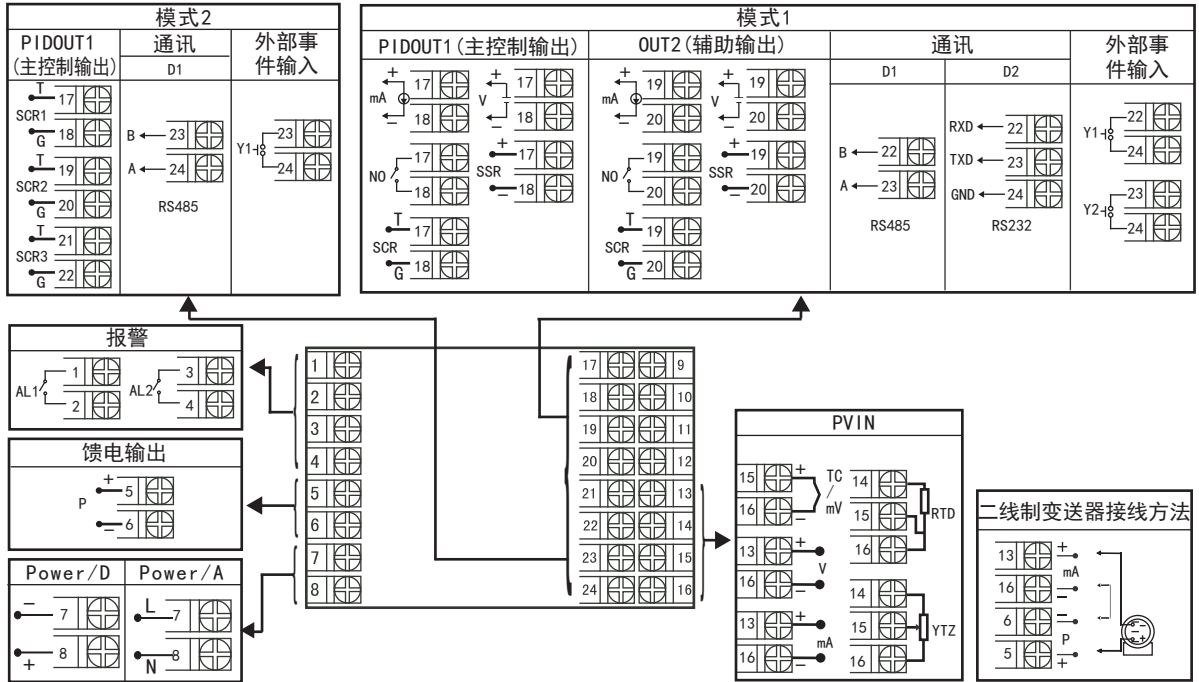 模式2
PIDOUT1
(主控制输出)
通讯
D1
外部事
件输入
T
17
SCR1
18
G
T
19
SCR2
20
G
T
21
SCR3
22
G
B 23
A 24
RS485
Y1
23
24
模式1
PIDOUT1(主控制输出)
OUT2(辅助输出)
通讯
D1
D2
外部事
件输入
+
17
mA
18
−
+
17
V
18
−
NO
17
18
+
17
SSR
18
−
T
17
SCR
18
G
+
19
mA
20
−
+
19
V
20
−
NO
19
20
+
19
SSR
20
−
T
19
SCR
20
G
B 22
A 23
RS485
RXD 22
TXD 23
GND 24
RS232
Y1
22
24
Y2
23
24
报警
AL1
1
2
AL2
3
4
馈电输出
+
5
P
6
−
Power/D
Power/A
−
7
8
+
L
7
8
N
1
2
3
4
5
6
7
8
17 9
18 10
19 11
20 12
21 13
22 14
23 15
24 16
PVIN
15
+
TC
/
mV
16
−
14
15
16
RTD
13
+
V
16
−
13
+
mA
16
−
14
15
16
YTZ
二线制变送器接线方法
13
+
mA
16
−
6
−
P
5
+
−
+